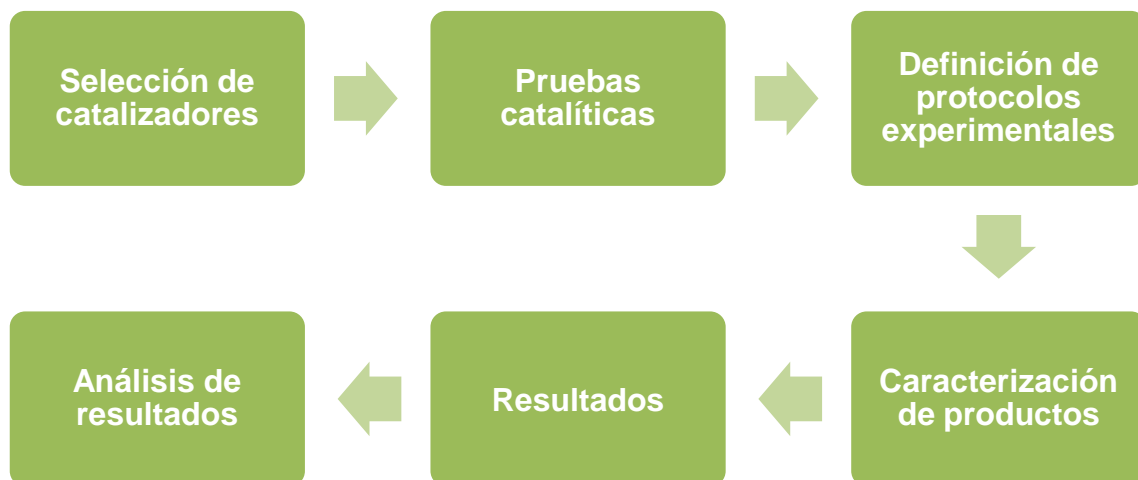 Selección de
catalizadores
Pruebas
catalíticas
Definición de
protocolos
experimentales
Caracterización
de productos
Resultados
Análisis de
resultados